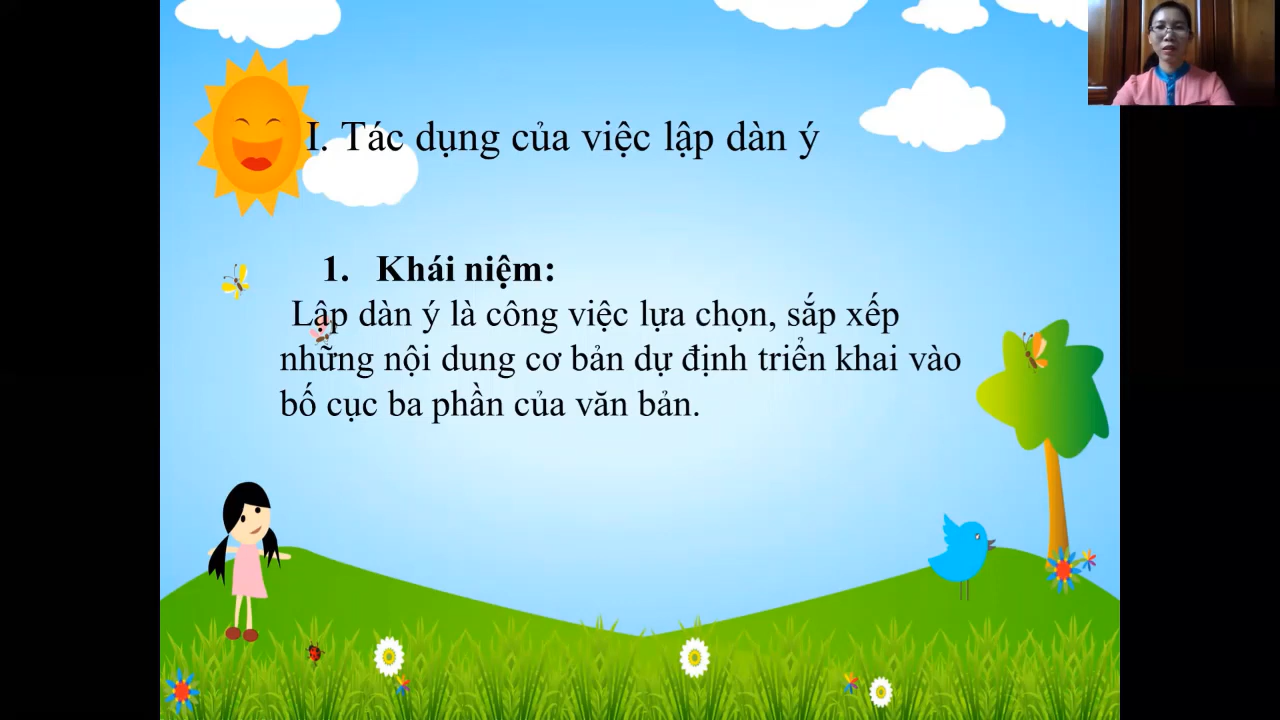 I. Tác dụng của việc lập dàn ý
1. Khái niệm:
Lập dàn ý là công việc lựa chọn, sắp xếp
những nội dung cơ bản dự định triển khai vào
bố cục ba phần của văn bản.